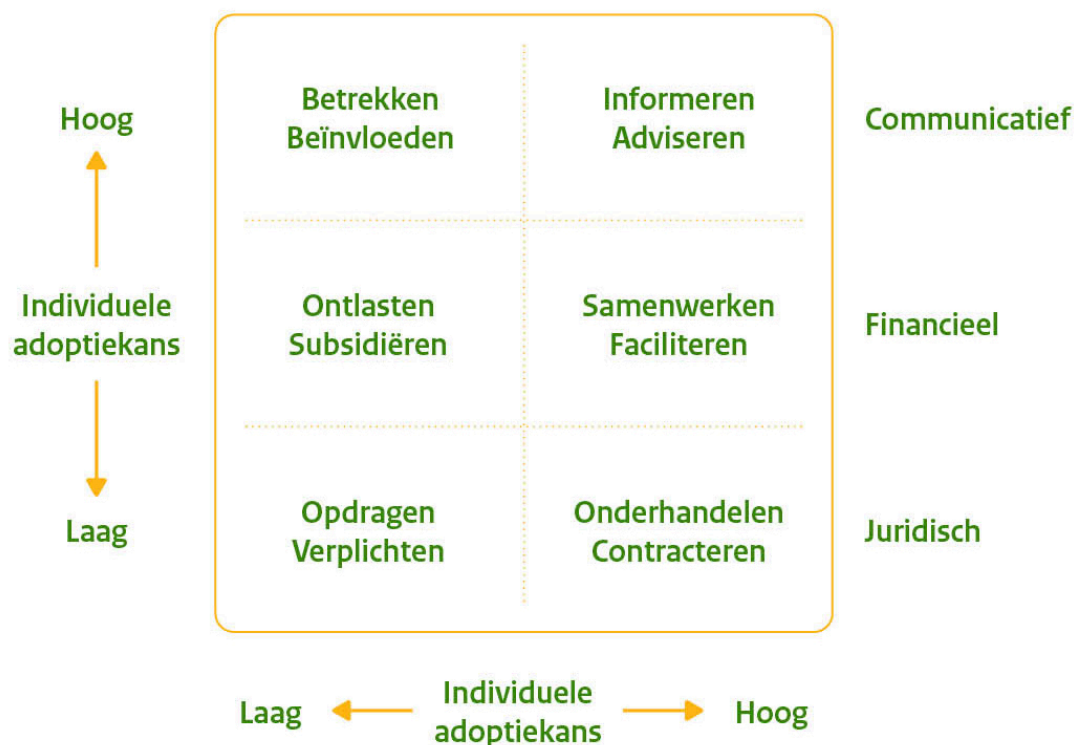 Betrekken
Beïnvloeden
Informeren
Adviseren
Hoog
Communicatief
Individuele
adoptiekans
Ontlasten
Subsidiëren
Samenwerken
Faciliteren
Financieel
Laag
Opdragen
Verplichten
Onderhandelen
Contracteren
Juridisch
Laag
Individuele
adoptiekans
Hoog